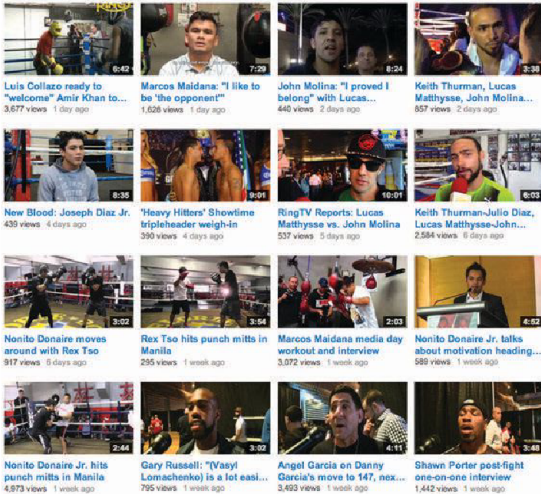 RING
6:42
7:29
8:24
3:38
Luis Collazo ready to
"welcome" Amir Khan to...
3,677 views 1 day ago
Marcos Maidana: "I like to
be 'the opponent'"
1,626 views 1 day ago
John Molina: "I proved I
belong" with Lucas...
440 views 2 days ago
Keith Thurman, Lucas
Matthysse, John Molina...
857 views 2 days ago
8:35
9:01
10:01
6:03
New Blood: Joseph Diaz Jr.
439 views 4 days ago
'Heavy Hitters' Showtime
tripleheader weigh-in
390 views 4 days ago
RingTV Reports: Lucas
Matthysse vs. John Molina
537 views 5 days ago
Keith Thurman-Julio Diaz,
Lucas Matthysse-John...
2,584 views 6 days ago
3:02
3:54
2:03
4:52
Nonito Donaire moves
around with Rex Tso
917 views 6 days ago
Rex Tso hits punch mitts in
Manila
295 views 1 week ago
Marcos Maidana media day
workout and interview
3,072 views 1 week ago
Nonito Donaire Jr. talks
about motivation heading...
589 views 1 week ago
2:44
3:02
4:11
3:48
Nonito Donaire Jr. hits
punch mitts in Manila
4,973 views 1 week ago
Gary Russell: "(Vasyl
Lomachenko) is a lot easi...
795 views 1 week ago
Angel Garcia on Danny
Garcia's move to 147, nex...
3,493 views 1 week ago
Shawn Porter post-fight
one-on-one interview
1,442 views 1 week ago